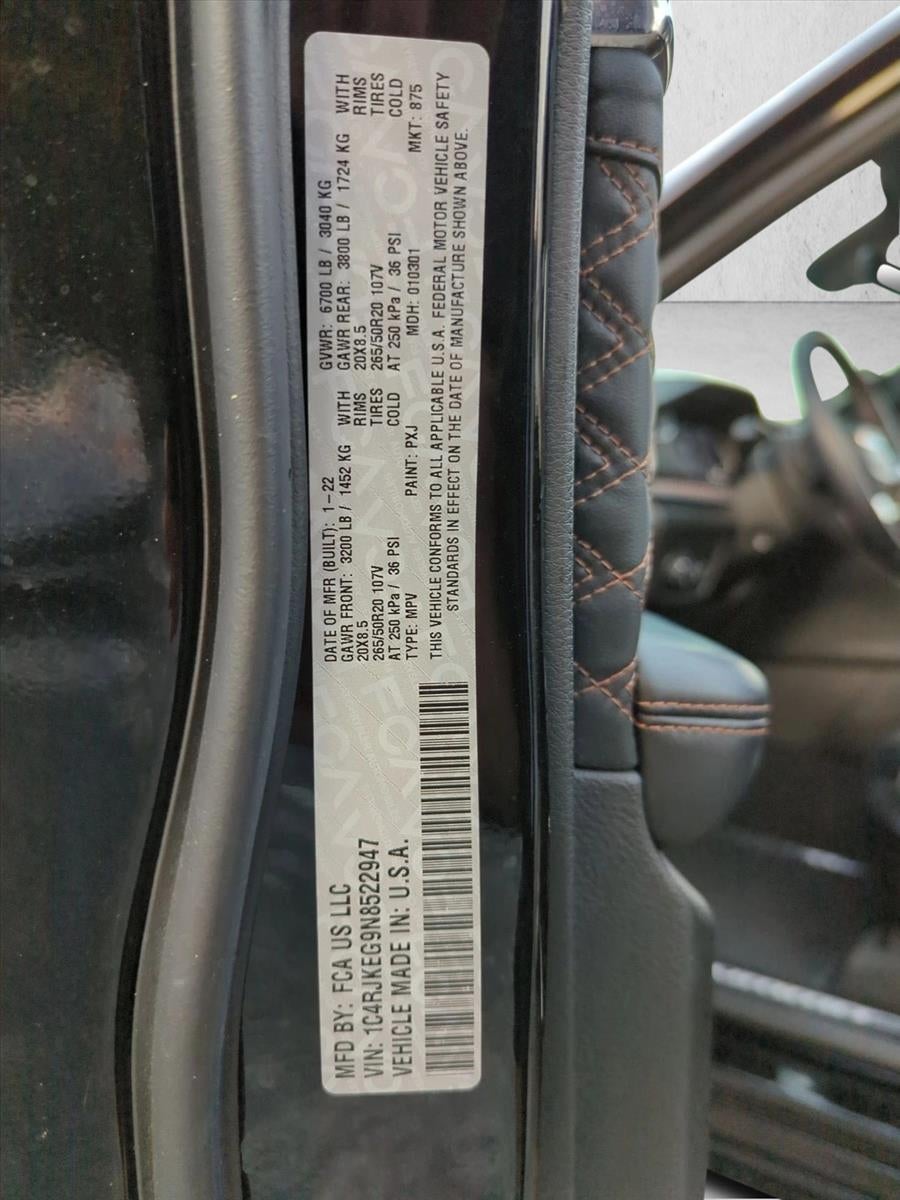 MFD BY: FCA US LLC
VIN: 1C4RJKEG9N8522947
VEHICLE MADE IN: U.S.A.
DATE OF MFR (BUILT): 1-22 GVWR: 6700 LB / 3040 KG
GAWR FRONT: 3200 LB / 1452 KG WITH GAWR REAR: 3800 LB / 1724 KG WITH
20X8.5 RIMS 20X8.5 RIMS
265/50R20 107V TIRES 265/50R20 107V TIRES
AT 250 kPa / 36 PSI COLD AT 250 kPa / 36 PSI COLD
TYPE: MPV PAINT: PXJ MDH: 010301 MKT: 875
THIS VEHICLE CONFORMS TO ALL APPLICABLE U.S.A. FEDERAL MOTOR VEHICLE SAFETY
STANDARDS IN EFFECT ON THE DATE OF MANUFACTURE SHOWN ABOVE.